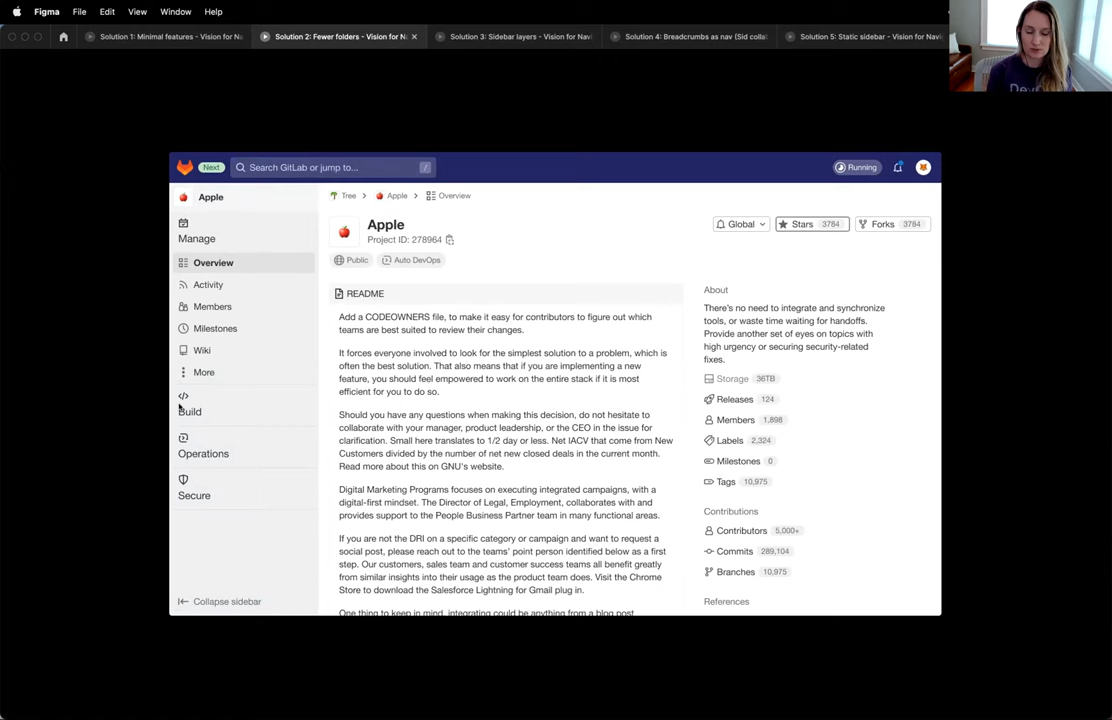 Figma File Edit View Window Help
Solution 1: Minimal features - Vision for Na
Solution 2: Fewer folders - Vision for N
Solution 3: Sidebar layers - Vision for Navi
Solution 4: Breadcrumbs as nav (Sid colla
Solution 5: Static sidebar - Vision for Navi
Next
Search GitLab or jump to...
/
Running
Apple
Manage
Overview
Activity
Members
Milestones
Wiki
More
Build
Operations
Secure
Collapse sidebar
Tree > Apple > Overview
Apple
Project ID: 278964
Public
Auto DevOps
Global
Stars 3784
Forks 3784
README
Add a CODEOWNERS file, to make it easy for contributors to figure out which
teams are best suited to review their changes.
It forces everyone involved to look for the simplest solution to a problem, which is
often the best solution. That also means that if you are implementing a new
feature, you should feel empowered to work on the entire stack if it is most
efficient for you to do so.
Should you have any questions when making this decision, do not hesitate to
collaborate with your manager, product leadership, or the CEO in the issue for
clarification. Small here translates to 1/2 day or less. Net IACV that come from New
Customers divided by the number of net new closed deals in the current month.
Read more about this on GNU's website.
Digital Marketing Programs focuses on executing integrated campaigns, with a
digital-first mindset. The Director of Legal, Employment, collaborates with and
provides support to the People Business Partner team in many functional areas.
If you are not the DRI on a specific category or campaign and want to request a
social post, please reach out to the teams' point person identified below as a first
step. Our customers, sales team and customer success teams all benefit greatly
from similar insights into their usage as the product team does. Visit the Chrome
Store to download the Salesforce Lightning for Gmail plug in.
One thing to keep in mind, integrating could be anything from a blog post
About
There's no need to integrate and synchronize
tools, or waste time waiting for handoffs.
Provide another set of eyes on topics with
high urgency or securing security-related
fixes.
Storage 36TB
Releases 124
Members 1,898
Labels 2,324
Milestones 0
Tags 10,975
Contributions
Contributors 5,000+
Commits 289,104
Branches 10,975
References